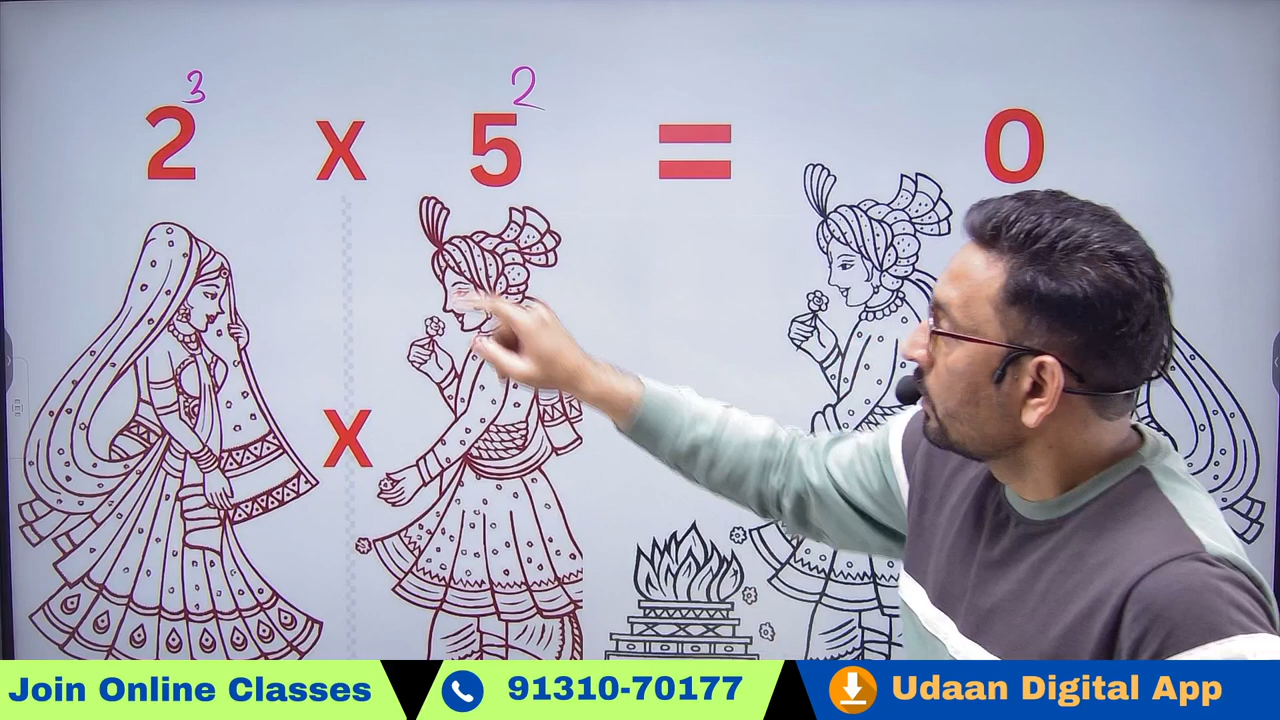 2³ x 5² = 0
x
Join Online Classes 91310-70177 Udaan Digital App